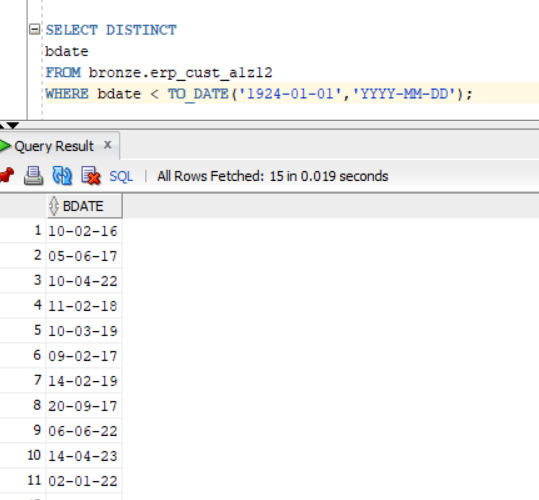 SELECT DISTINCT
bdate
FROM bronze.erp_cust_a1z12
WHERE bdate < TO_DATE('1924-01-01','YYYY-MM-DD');
Query Result x
SQL | All Rows Fetched: 15 in 0.019 seconds
BDATE
1 10-02-16
2 05-06-17
3 10-04-22
4 11-02-18
5 10-03-19
6 09-02-17
7 14-02-19
8 20-09-17
9 06-06-22
10 14-04-23
11 02-01-22